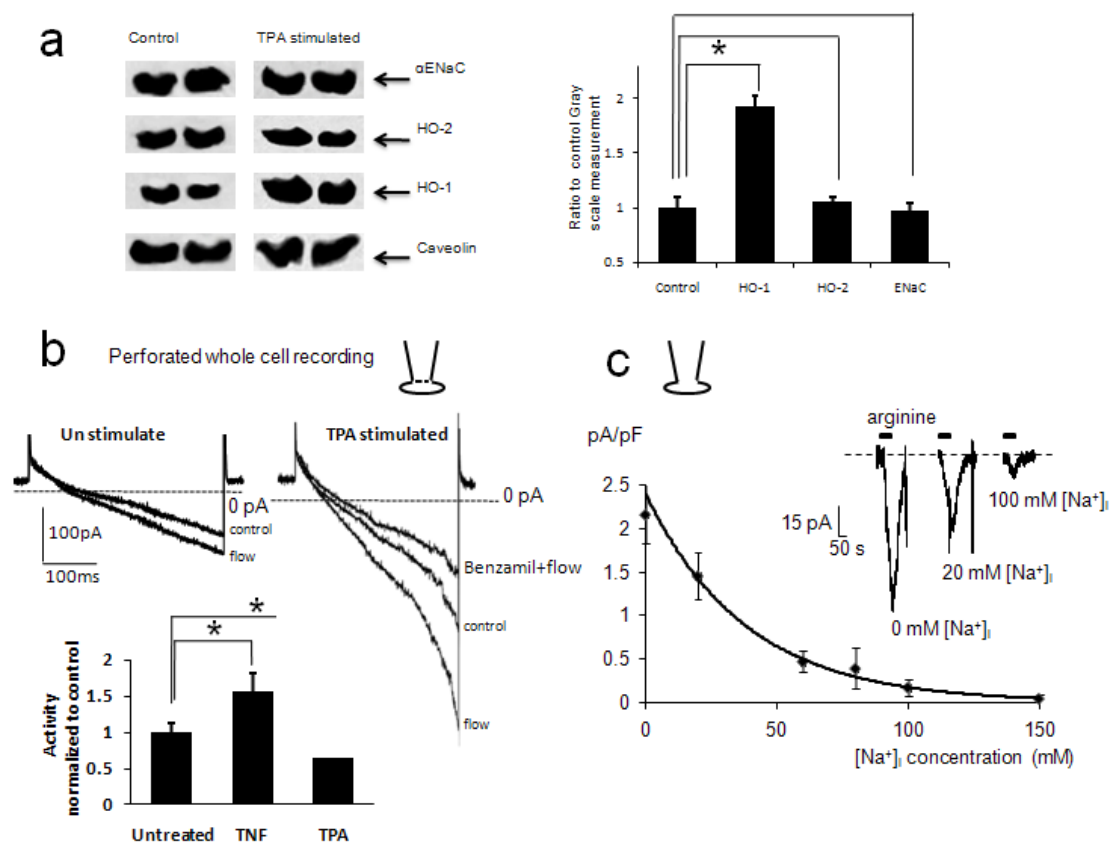 a
Control
TPA stimulated
αENaC
HO-2
HO-1
Caveolin
Ratio to control Gray
scale measurement
2
1
0.5
*
Control
HO-1
HO-2
ENaC
b
Perforated whole cell recording
Un stimulate
0 pA
control
flow
100pA
100ms
TPA stimulated
0 pA
Benzamil+flow
control
flow
Activity
normalized to control
2
1.5
1
0.5
0
*
*
Untreated
TNF
TPA
c
pA/pF
2.5
2
1.5
1
0.5
0
0
50
100
150
[Na⁺]ᵢ concentration (mM)
arginine
15 pA
50 s
0 mM [Na⁺]ᵢ
20 mM [Na⁺]ᵢ
100 mM [Na⁺]ᵢ